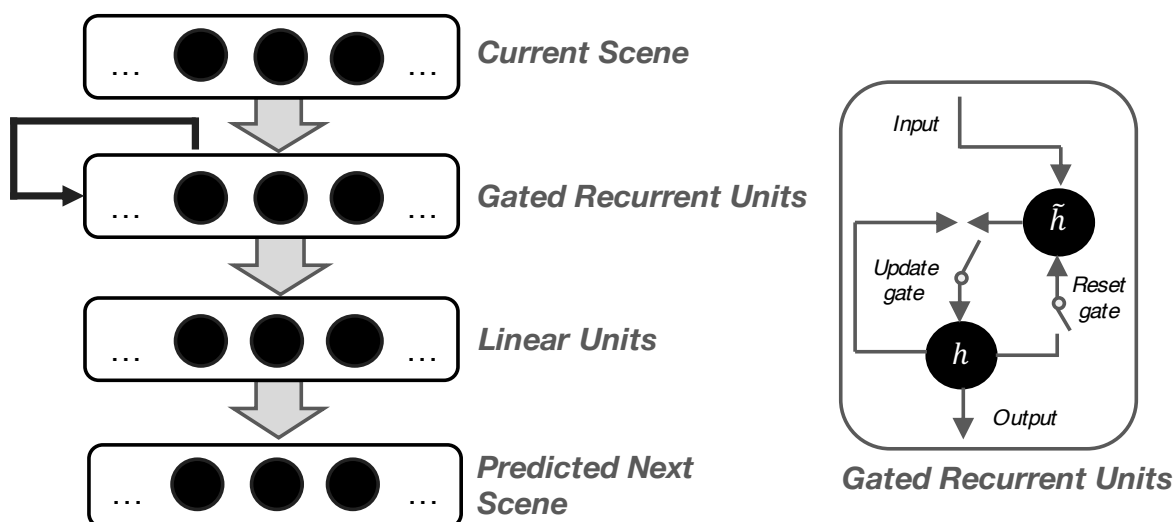 ... ...
Current Scene
... ...
Gated Recurrent Units
... ...
Linear Units
... ...
Predicted Next
Scene
Input
h̃
Update
gate
Reset
gate
h
Output
Gated Recurrent Units